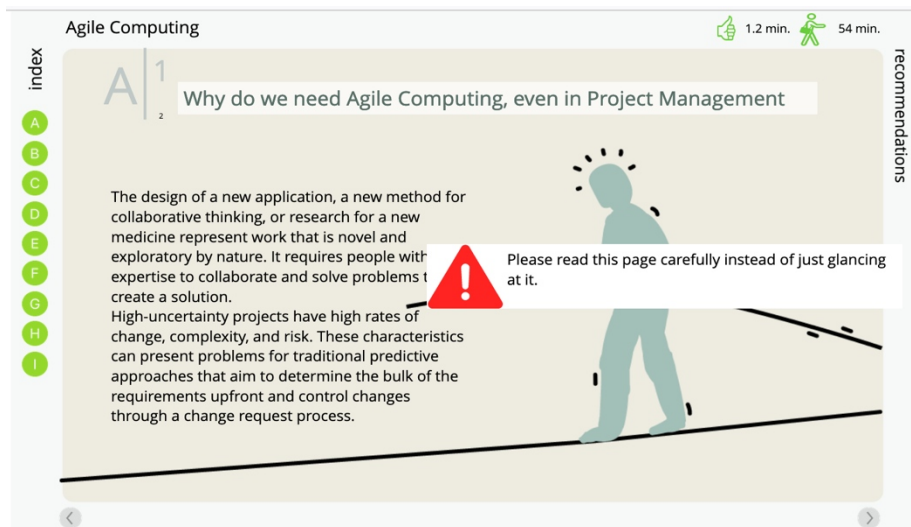 Agile Computing
1.2 min.
54 min.
index
recommendations
A
1
2
Why do we need Agile Computing, even in Project Management
A
B
C
D
E
F
G
H
I
The design of a new application, a new method for
collaborative thinking, or research for a new
medicine represent work that is novel and
exploratory by nature. It requires people with
expertise to collaborate and solve problems
create a solution.
High-uncertainty projects have high rates of
change, complexity, and risk. These characteristics
can present problems for traditional predictive
approaches that aim to determine the bulk of the
requirements upfront and control changes
through a change request process.
Please read this page carefully instead of just glancing
at it.